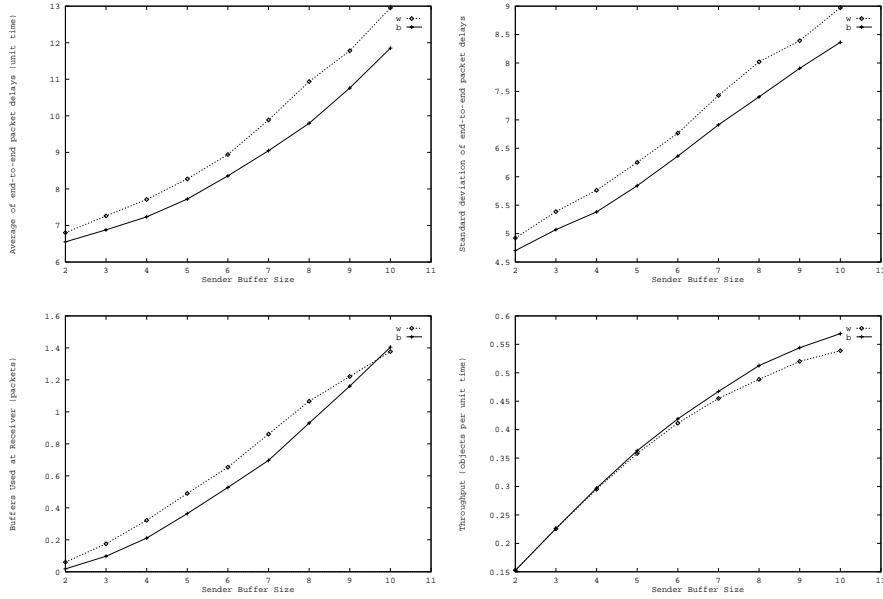 Average of end-to-end packet delays (unit time)
13
12
11
10
9
8
7
6
w
b
2 3 4 5 6 7 8 9 10 11
Sender Buffer Size
Standard deviation of end-to-end packet delays
9
8.5
8
7.5
7
6.5
6
5.5
5
4.5
w
b
2 3 4 5 6 7 8 9 10 11
Sender Buffer Size
Buffers Used at Receiver (packets)
1.6
1.4
1.2
1
0.8
0.6
0.4
0.2
0
w
b
2 3 4 5 6 7 8 9 10 11
Sender Buffer Size
Throughput (objects per unit time)
0.6
0.55
0.5
0.45
0.4
0.35
0.3
0.25
0.2
0.15
w
b
2 3 4 5 6 7 8 9 10 11
Sender Buffer Size